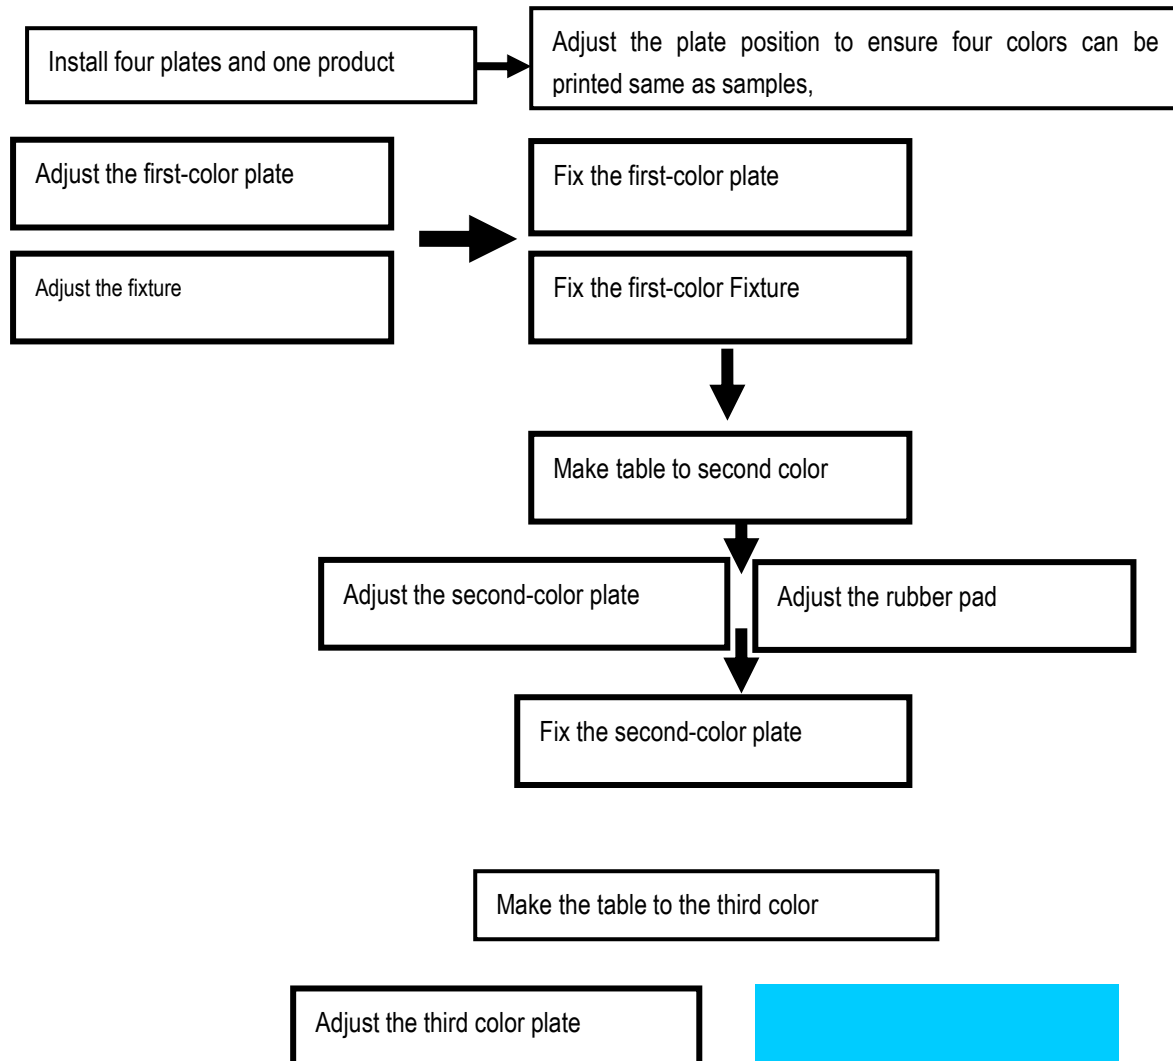 Install four plates and one product
Adjust the plate position to ensure four colors can be
printed same as samples,
Adjust the first-color plate
Fix the first-color plate
Adjust the fixture
Fix the first-color Fixture
Make table to second color
Adjust the second-color plate
Adjust the rubber pad
Fix the second-color plate
Make the table to the third color
Adjust the third color plate